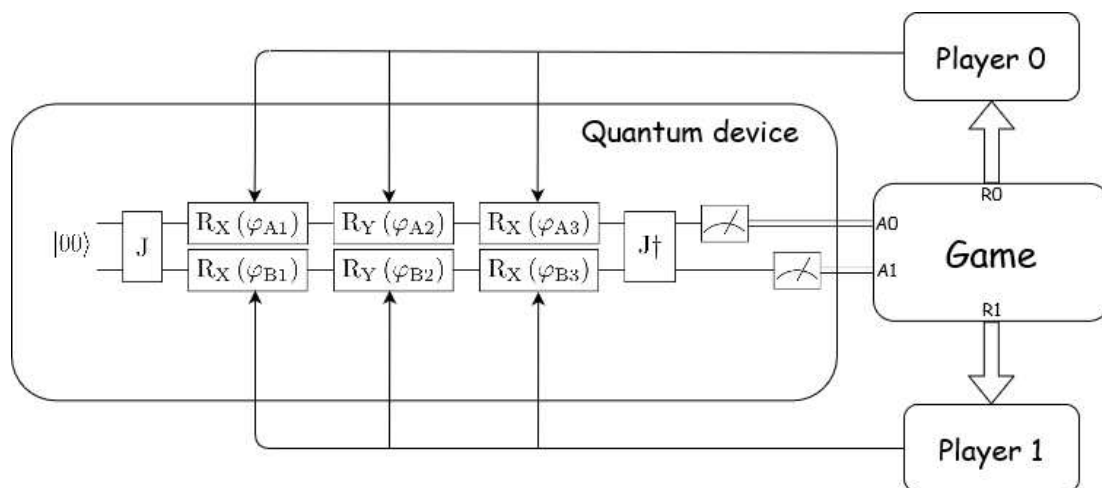 Player 0
Quantum device
R0
|00⟩
J
R_X (φ_A1)
R_Y (φ_A2)
R_X (φ_A3)
R_X (φ_B1)
R_Y (φ_B2)
R_X (φ_B3)
J†
A0
A1
Game
R1
Player 1